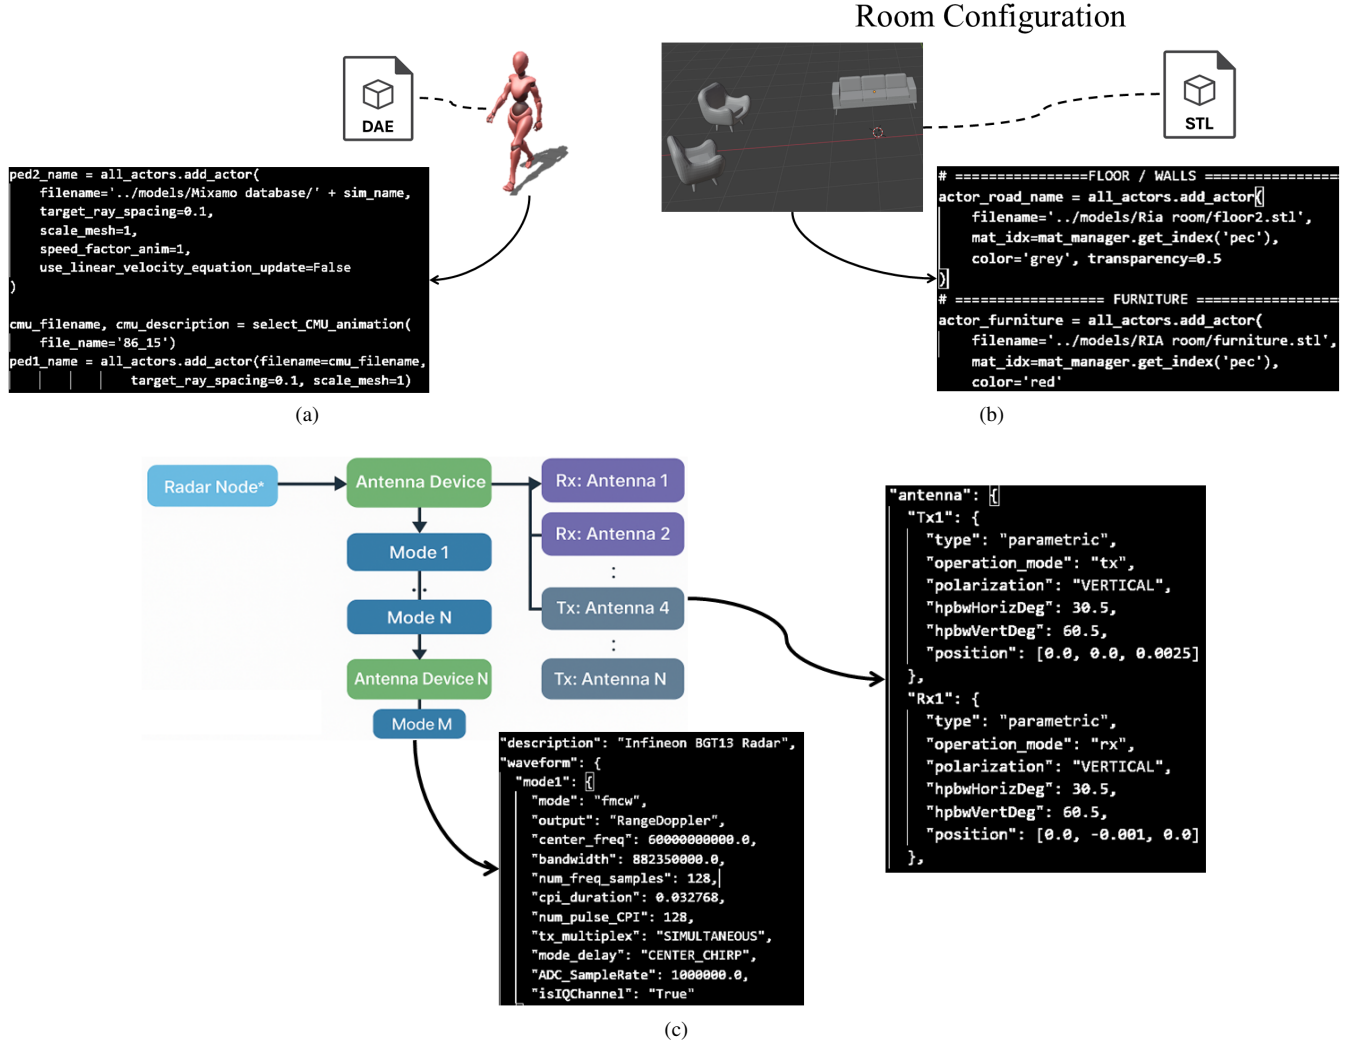 Room Configuration
DAE
STL
ped2_name = all_actors.add_actor(
filename='../models/Mixamo database/' + sim_name,
target_ray_spacing=0.1,
scale_mesh=1,
speed_factor_anim=1,
use_linear_velocity_equation_update=False
)
cmu_filename, cmu_description = select_CMU_animation(
file_name='86_15')
ped1_name = all_actors.add_actor(filename=cmu_filename,
target_ray_spacing=0.1, scale_mesh=1)
(a)
# ================FLOOR / WALLS ================
actor_road_name = all_actors.add_actor(
filename='../models/Ria room/floor2.stl',
mat_idx=mat_manager.get_index('pec'),
color='grey', transparency=0.5
)
# ================== FURNITURE =================
actor_furniture = all_actors.add_actor(
filename='../models/RIA room/furniture.stl',
mat_idx=mat_manager.get_index('pec'),
color='red'
(b)
Radar Node*
Antenna Device
Mode 1
...
Mode N
Antenna Device N
Mode M
Rx: Antenna 1
Rx: Antenna 2
:
Tx: Antenna 4
:
Tx: Antenna N
"antenna": {
"Tx1": {
"type": "parametric",
"operation_mode": "tx",
"polarization": "VERTICAL",
"hpbwHorizDeg": 30.5,
"hpbwVertDeg": 60.5,
"position": [0.0, 0.0, 0.0025]
},
"Rx1": {
"type": "parametric",
"operation_mode": "rx",
"polarization": "VERTICAL",
"hpbwHorizDeg": 30.5,
"hpbwVertDeg": 60.5,
"position": [0.0, -0.001, 0.0]
},
"description": "Infineon BGT13 Radar",
"waveform": {
"mode1": {
"mode": "fmcw",
"output": "RangeDoppler",
"center_freq": 60000000000.0,
"bandwidth": 882350000.0,
"num_freq_samples": 128,
"cpi_duration": 0.032768,
"num_pulse_CPI": 128,
"tx_multiplex": "SIMULTANEOUS",
"mode_delay": "CENTER_CHIRP",
"ADC_SampleRate": 1000000.0,
"isIQChannel": "True"
(c)